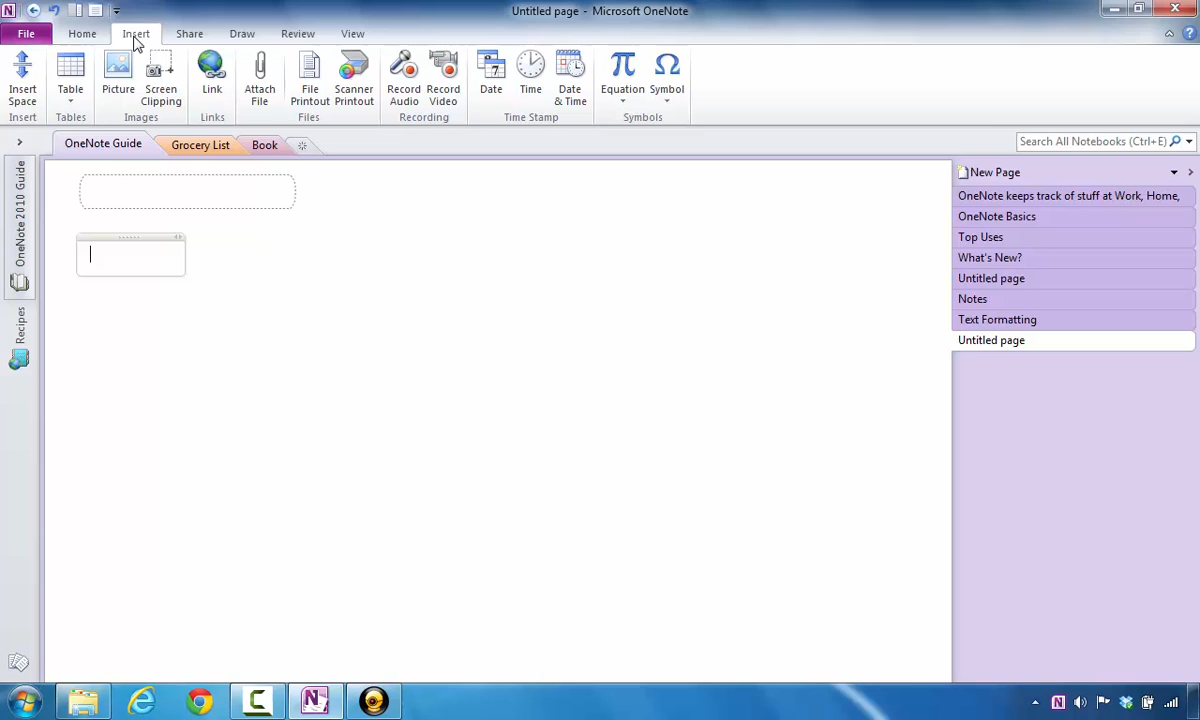 Untitled page - Microsoft OneNote
File Home Insert Share Draw Review View
Insert Space
Table
Picture
Screen Clipping
Link
Attach File
File Printout
Scanner Printout
Record Audio
Record Video
Date
Time
Date & Time
Equation
Symbol
Insert Tables Images Links Files Recording Time Stamp Symbols
OneNote Guide Grocery List Book
Search All Notebooks (Ctrl+E)
OneNote 2010 Guide
Recipes
New Page
OneNote keeps track of stuff at Work, Home,
OneNote Basics
Top Uses
What's New?
Untitled page
Notes
Text Formatting
Untitled page